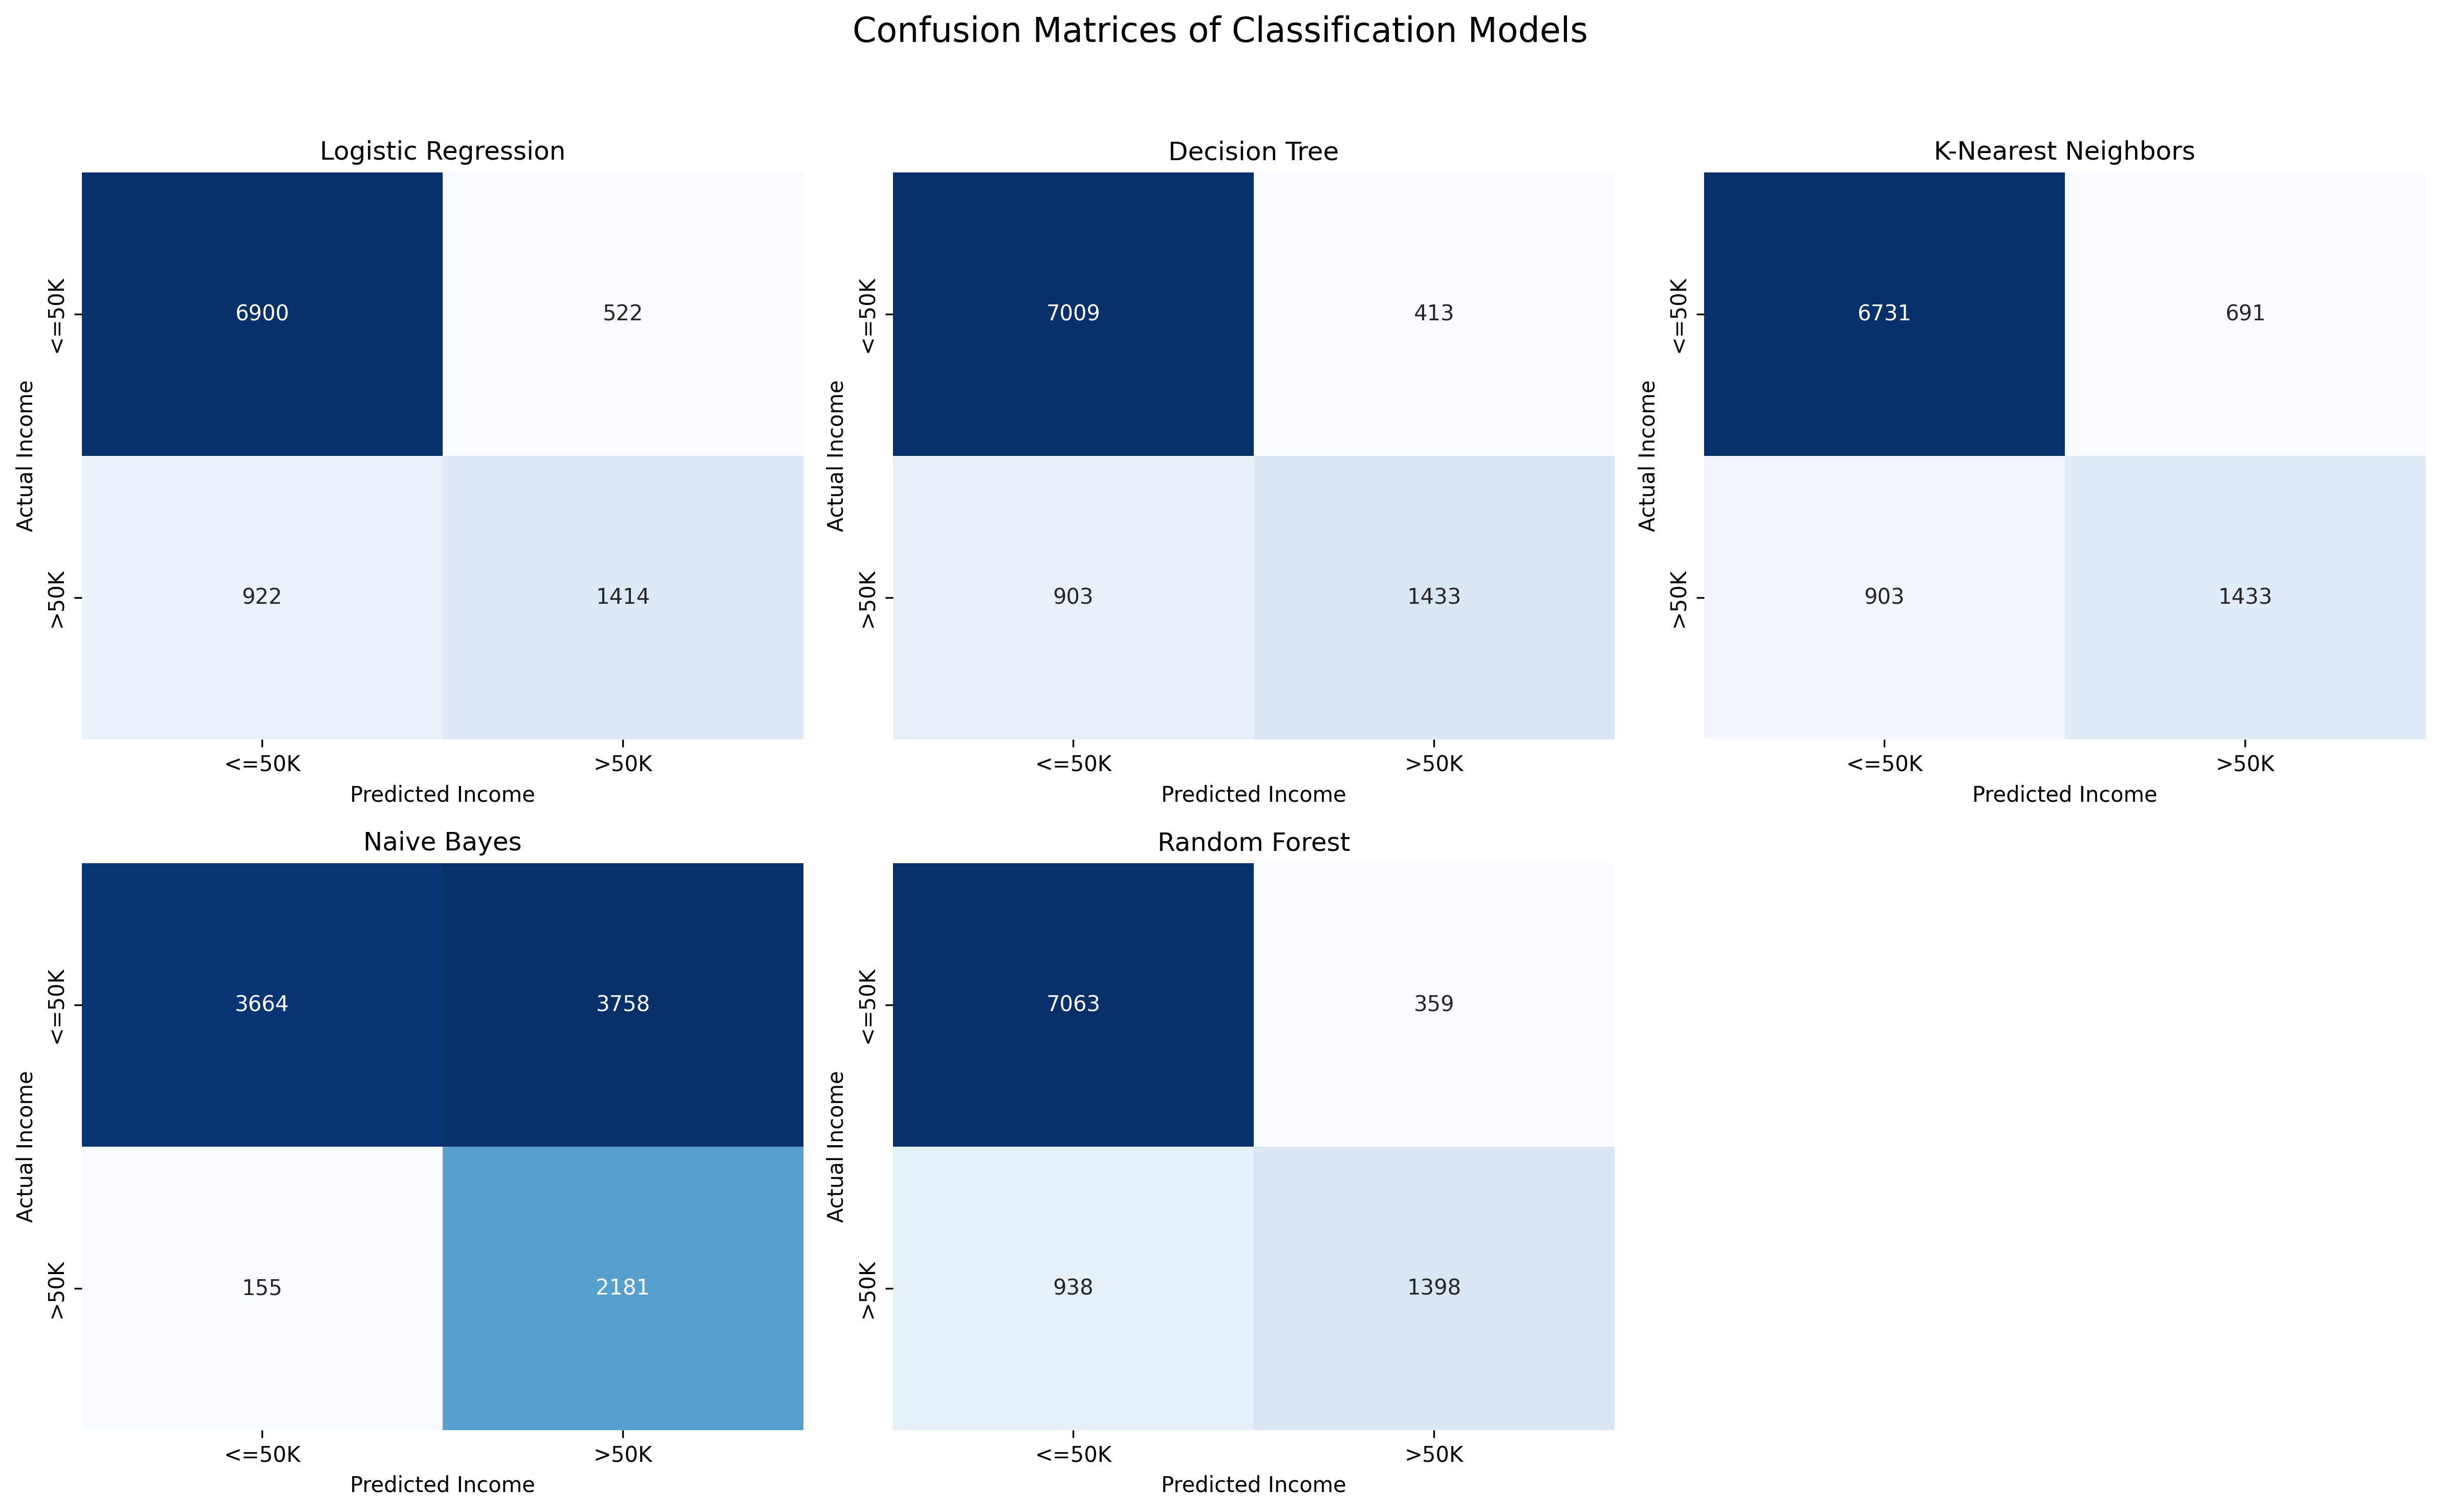 Confusion Matrices of Classification Models
Logistic Regression
Actual Income
<=50K
6900 522
>50K
922 1414
<=50K >50K
Predicted Income
Decision Tree
Actual Income
<=50K
7009 413
>50K
903 1433
<=50K >50K
Predicted Income
K-Nearest Neighbors
Actual Income
<=50K
6731 691
>50K
903 1433
<=50K >50K
Predicted Income
Naive Bayes
Actual Income
<=50K
3664 3758
>50K
155 2181
<=50K >50K
Predicted Income
Random Forest
Actual Income
<=50K
7063 359
>50K
938 1398
<=50K >50K
Predicted Income